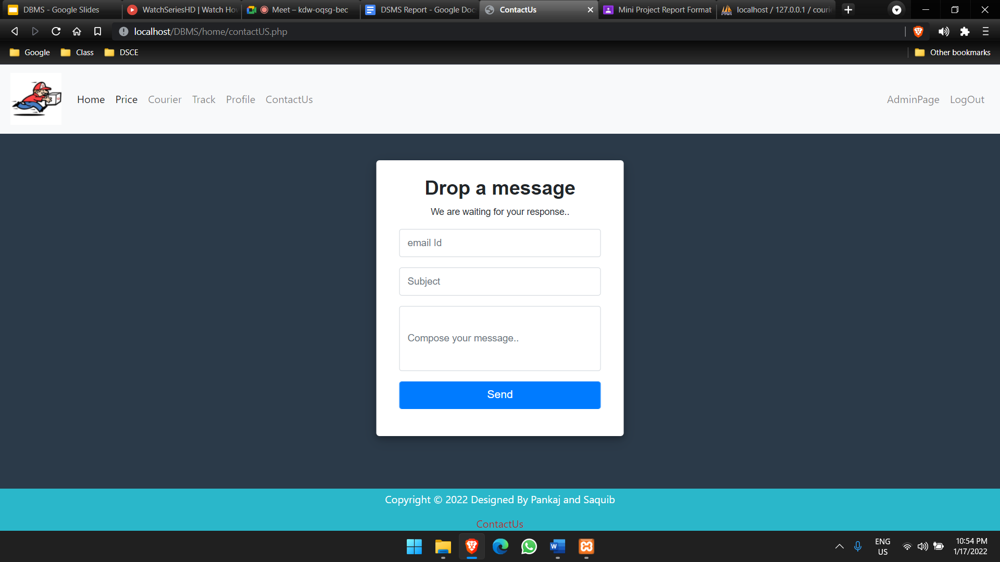 DBMS - Google Slides
WatchSeriesHD | Watch Ho
Meet – kdw-oqsg-bec
DSMS Report - Google Doc
ContactUs
Mini Project Report Format
localhost / 127.0.0.1 / couri
localhost/DBMS/home/contactUS.php
Google
Class
DSCE
Other bookmarks
Home
Price
Courier
Track
Profile
ContactUs
AdminPage
LogOut
Drop a message
We are waiting for your response..
email Id
Subject
Compose your message..
Send
Copyright © 2022 Designed By Pankaj and Saquib
ContactUs
ENG
US
10:54 PM
1/17/2022